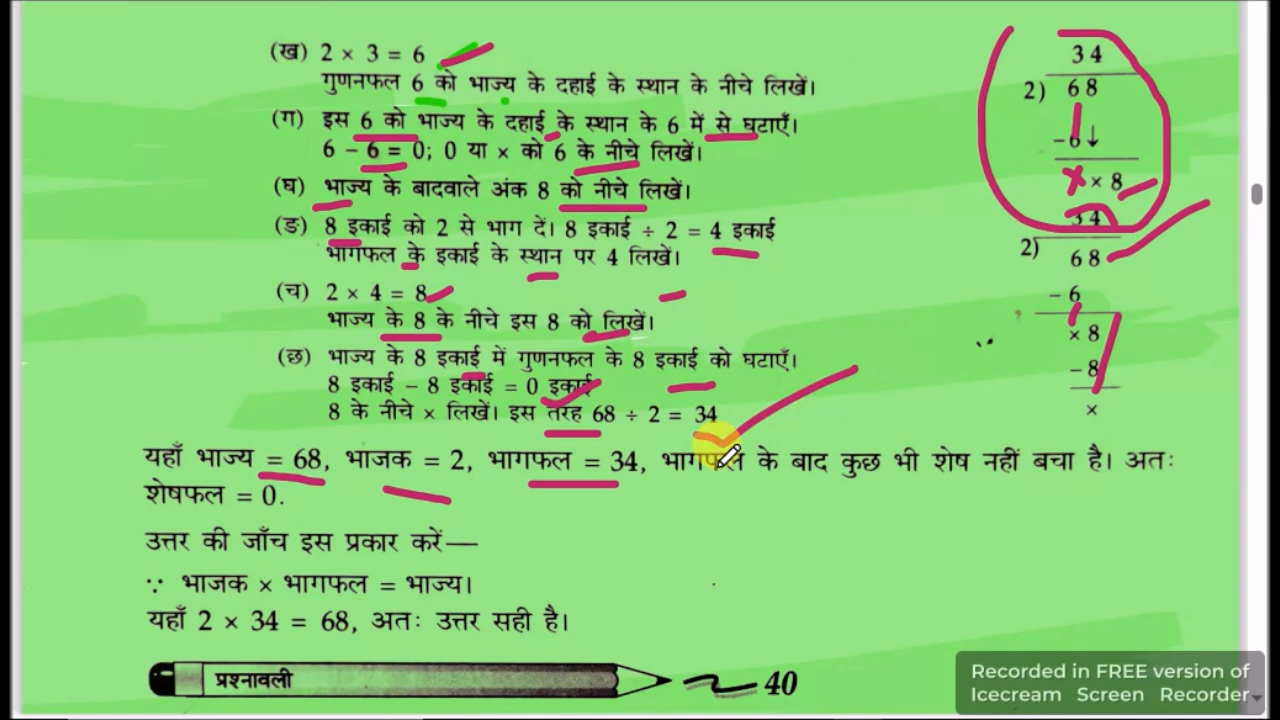 (ख) 2 × 3 = 6
गुणनफल 6 को भाज्य के दहाई के स्थान के नीचे लिखें।
(ग) इस 6 को भाज्य के दहाई के स्थान के 6 में से घटाएँ।
6 – 6 = 0; 0 या × को 6 के नीचे लिखें।
(घ) भाज्य के बादवाले अंक 8 को नीचे लिखें।
(ङ) 8 इकाई को 2 से भाग दें। 8 इकाई ÷ 2 = 4 इकाई
भागफल के इकाई के स्थान पर 4 लिखें।
(च) 2 × 4 = 8
भाज्य के 8 के नीचे इस 8 को लिखें।
(छ) भाज्य के 8 इकाई में गुणनफल के 8 इकाई को घटाएँ।
8 इकाई – 8 इकाई = 0 इकाई
8 के नीचे × लिखें। इस तरह 68 ÷ 2 = 34
34
2) 68
–6↓
× 8
34
2) 68
– 6
× 8
– 8
×
यहाँ भाज्य = 68, भाजक = 2, भागफल = 34, भागफल के बाद कुछ भी शेष नहीं बचा है। अतः
शेषफल = 0.
उत्तर की जाँच इस प्रकार करें—
∵ भाजक × भागफल = भाज्य।
यहाँ 2 × 34 = 68, अतः उत्तर सही है।
प्रश्नावली 40
Recorded in FREE version of
Icecream Screen Recorder